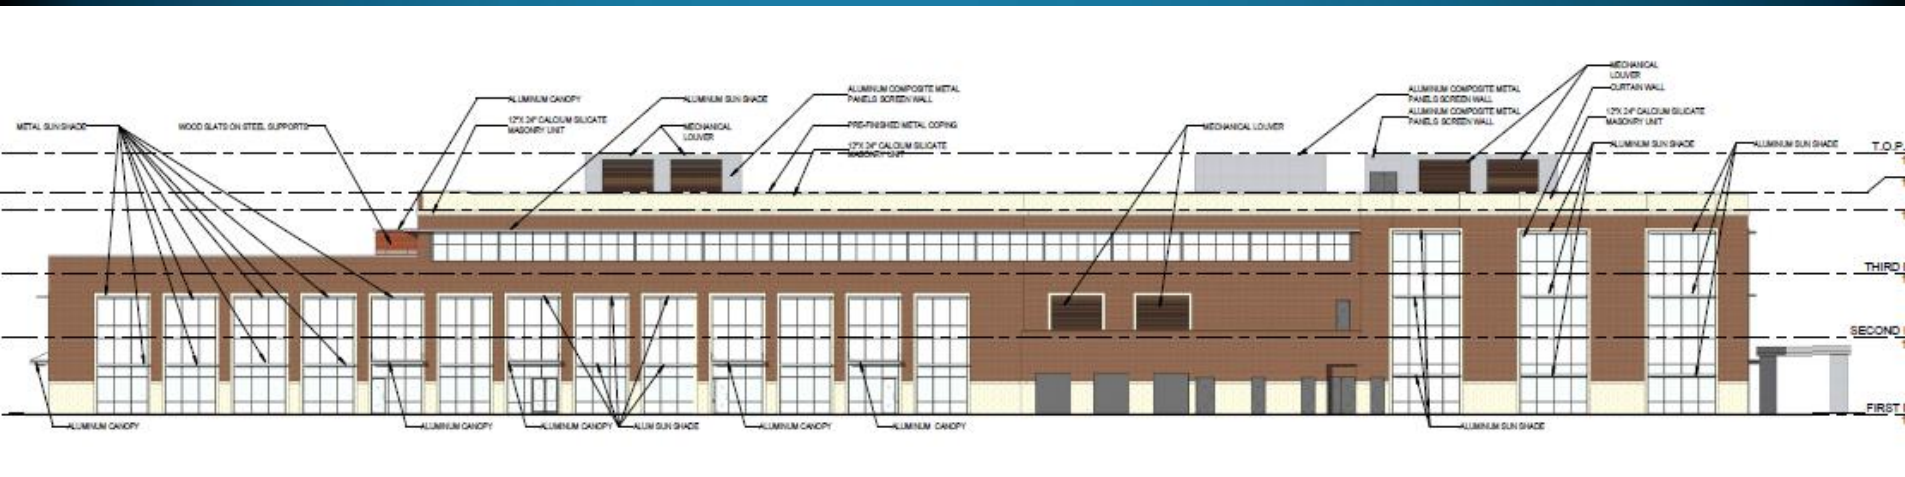 MECHANICAL
LOUVER
ALUMINUM COMPOSITE METAL
PANELS SCREEN WALL
ALUMINUM COMPOSITE METAL
PANELS SCREEN WALL
CURTAIN WALL
ALUMINUM CANOPY
ALUMINUM SUN SHADE
ALUMINUM COMPOSITE METAL
PANELS SCREEN WALL
12"X 24" CALCIUM SILICATE
MASONRY UNIT
METAL SUN SHADE
WOOD SLATS ON STEEL SUPPORTS
12"X 24" CALCIUM SILICATE
MASONRY UNIT
MECHANICAL
LOUVER
PRE-FINISHED METAL COPING
MECHANICAL LOUVER
12"X 24" CALCIUM SILICATE
MASONRY UNIT
ALUMINUM SUN SHADE
ALUMINUM SUN SHADE
T.O.P.
THIRD
SECOND
FIRST
ALUMINUM CANOPY
ALUMINUM CANOPY
ALUMINUM CANOPY
ALUM SUN SHADE
ALUMINUM CANOPY
ALUMINUM CANOPY
ALUMINUM SUN SHADE